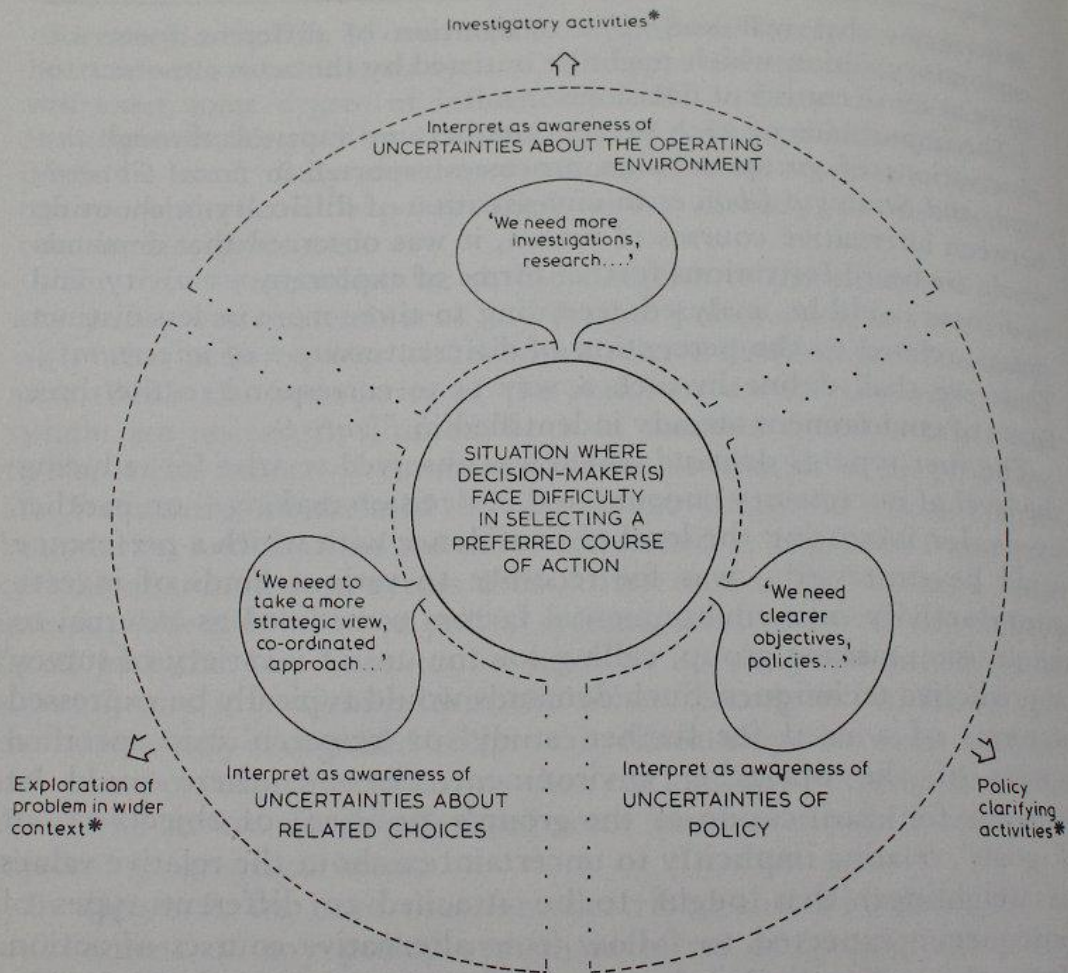 Investigatory activities*
Interpret as awareness of
UNCERTAINTIES ABOUT THE OPERATING
ENVIRONMENT
‘We need more
investigations,
research....’
SITUATION WHERE
DECISION-MAKER(S)
FACE DIFFICULTY
IN SELECTING A
PREFERRED COURSE
OF ACTION
‘We need to
take a more
strategic view,
co-ordinated
approach...’
‘We need
clearer
objectives,
policies....’
Exploration of
problem in wider
context*
Interpret as awareness of
UNCERTAINTIES ABOUT
RELATED CHOICES
Interpret as awareness of
UNCERTAINTIES OF
POLICY
Policy
clarifying
activities*